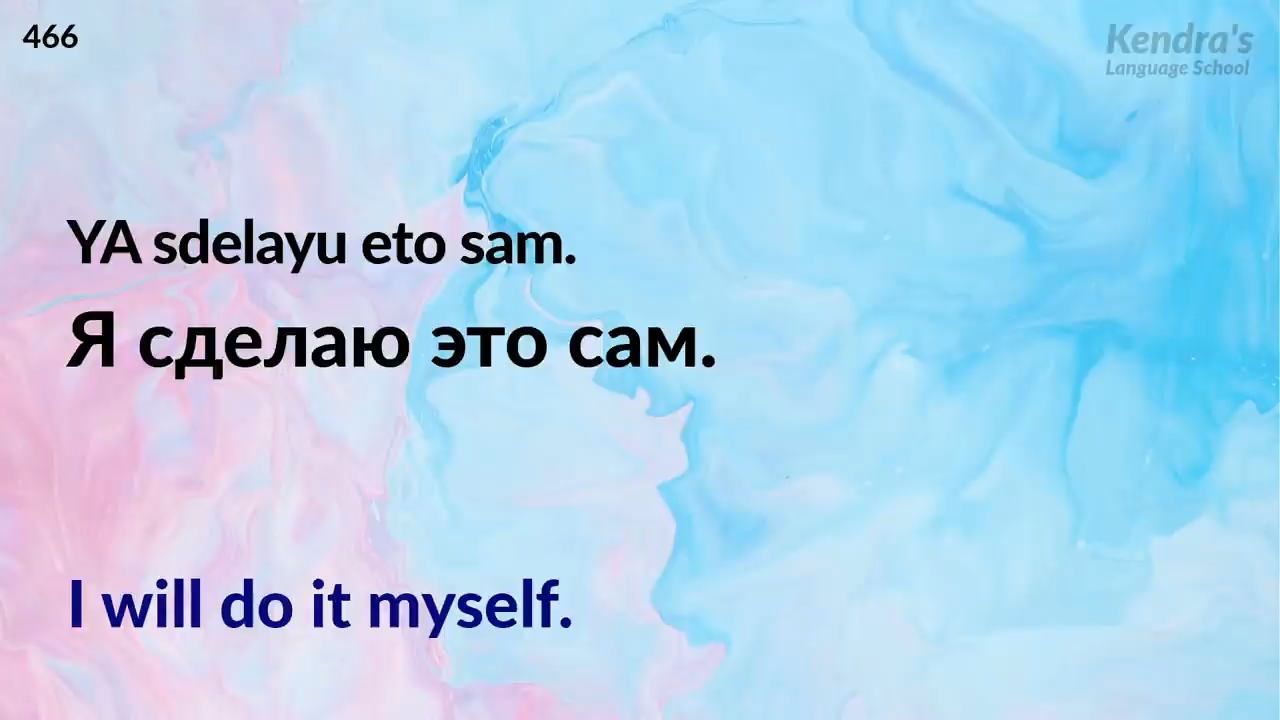 466
Kendra's
Language School
YA sdelayu eto sam.
Я сделаю это сам.
I will do it myself.